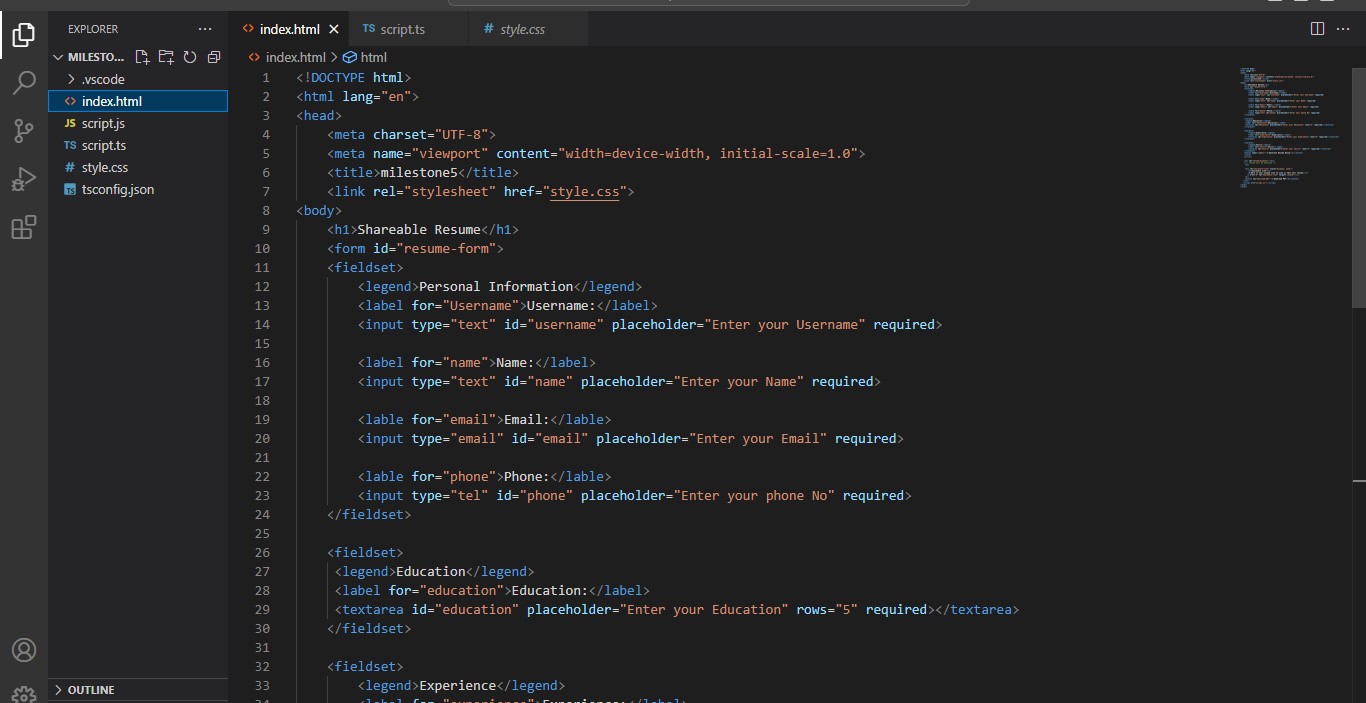 EXPLORER
MILESTO...
.vscode
index.html
JS script.js
TS script.ts
# style.css
TS tsconfig.json
OUTLINE
index.html
TS script.ts
# style.css
index.html > html
1 <!DOCTYPE html>
2 <html lang="en">
3 <head>
4 <meta charset="UTF-8">
5 <meta name="viewport" content="width=device-width, initial-scale=1.0">
6 <title>milestone5</title>
7 <link rel="stylesheet" href="style.css">
8 <body>
9 <h1>Shareable Resume</h1>
10 <form id="resume-form">
11 <fieldset>
12 <legend>Personal Information</legend>
13 <label for="Username">Username:</label>
14 <input type="text" id="username" placeholder="Enter your Username" required>
15
16 <label for="name">Name:</label>
17 <input type="text" id="name" placeholder="Enter your Name" required>
18
19 <lable for="email">Email:</lable>
20 <input type="email" id="email" placeholder="Enter your Email" required>
21
22 <lable for="phone">Phone:</lable>
23 <input type="tel" id="phone" placeholder="Enter your phone No" required>
24 </fieldset>
25
26 <fieldset>
27 <legend>Education</legend>
28 <label for="education">Education:</label>
29 <textarea id="education" placeholder="Enter your Education" rows="5" required></textarea>
30 </fieldset>
31
32 <fieldset>
33 <legend>Experience</legend>
34 <label for="experience">Experience:</label>